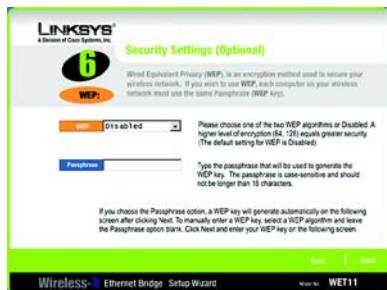 LINKSYS®
A Division of Cisco Systems, Inc.
6
WEP:
Security Settings (Optional)
Wired Equivalent Privacy (WEP), is an encryption method used to secure your
wireless network. If you wish to use WEP, each computer on your wireless
network must use the same Passphrase (WEP key).
WEP
Disabled
Please choose one of the two WEP algorithms or Disabled. A
higher level of encryption (64, 128) equals greater security.
(The default setting for WEP is Disabled)
Passphrase
Type the passphrase that will be used to generate the
WEP key. The passphrase is case-sensitive and should
not be longer than 16 characters.
If you choose the Passphrase option, a WEP key will generate automatically on the following
screen after clicking Next. To manually enter a WEP key, select a WEP algorithm and leave
the Passphrase option blank. Click Next and enter your WEP key on the following screen.
Back
Next
Wireless-B Ethernet Bridge Setup Wizard
Model No. WET11